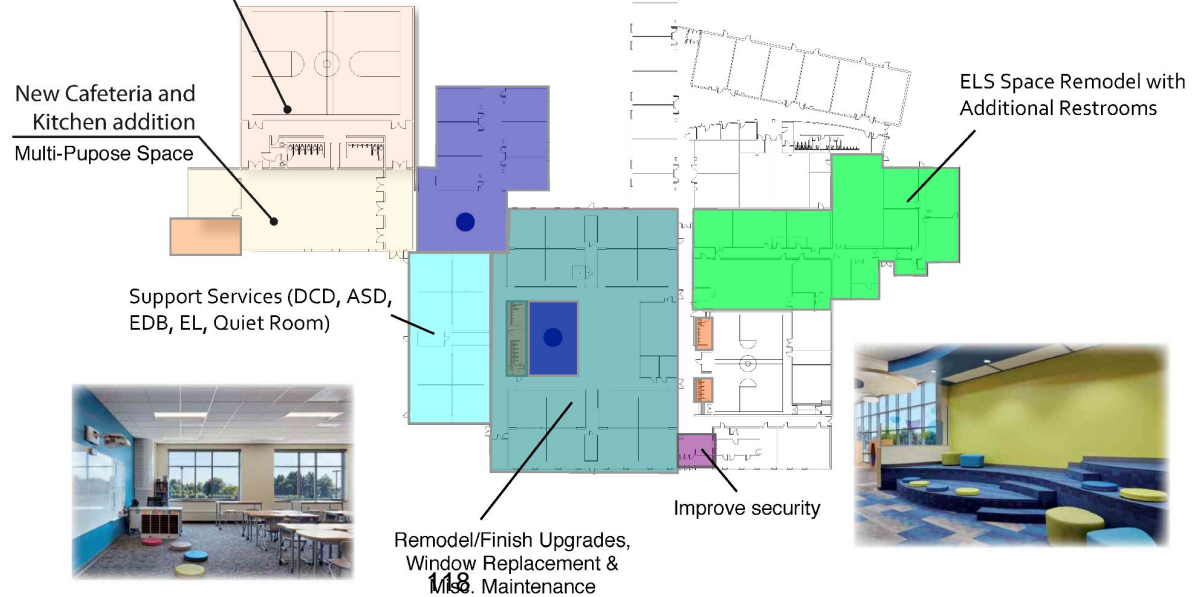 New Cafeteria and
Kitchen addition
Multi-Pupose Space
ELS Space Remodel with
Additional Restrooms
Support Services (DCD, ASD,
EDB, EL, Quiet Room)
Improve security
Remodel/Finish Upgrades,
Window Replacement &
Misc. Maintenance
118